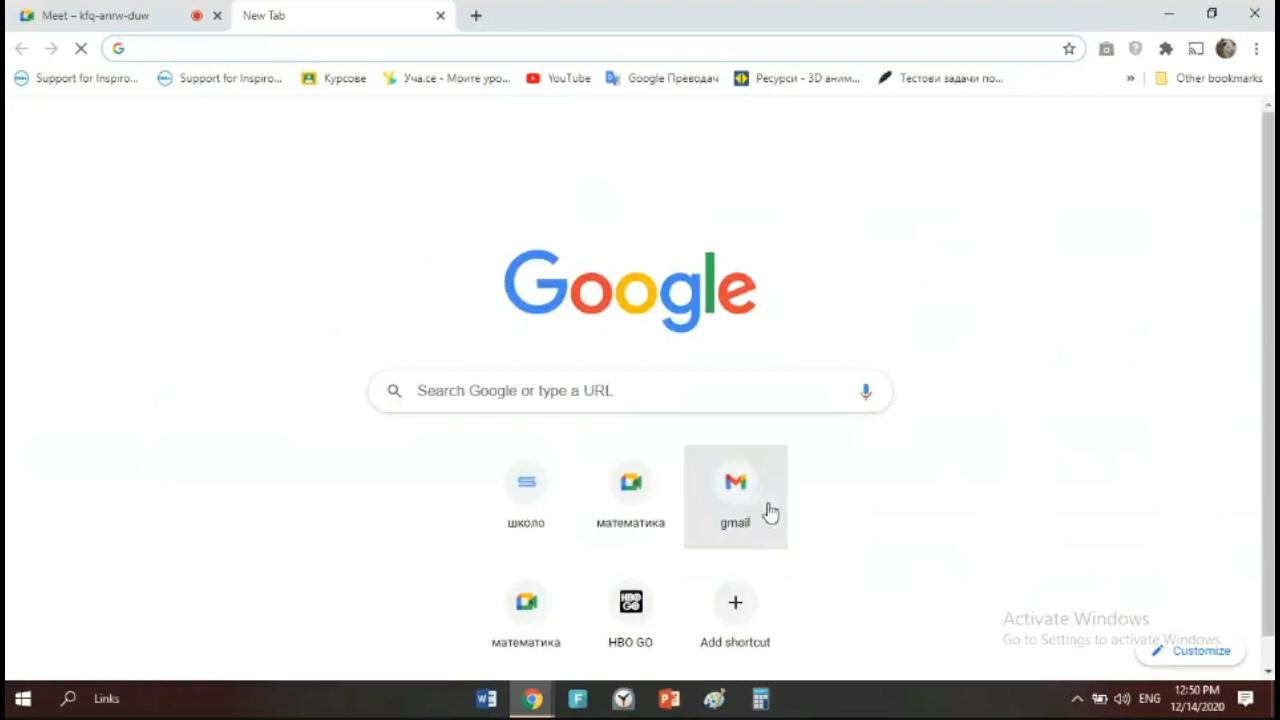 Meet – kfq-anrw-duw
New Tab
Support for Inspiro...
Support for Inspiro...
Курсове
Уча.се - Моите уро...
YouTube
Google Преводач
Ресурси - 3D аним...
Тестови задачи по...
»
Other bookmarks
Google
Search Google or type a URL
школо
математика
gmail
математика
HBO GO
HBO GO
Add shortcut
Activate Windows
Go to Settings to activate Windows.
Customize
Links
ENG
12:50 PM
12/14/2020